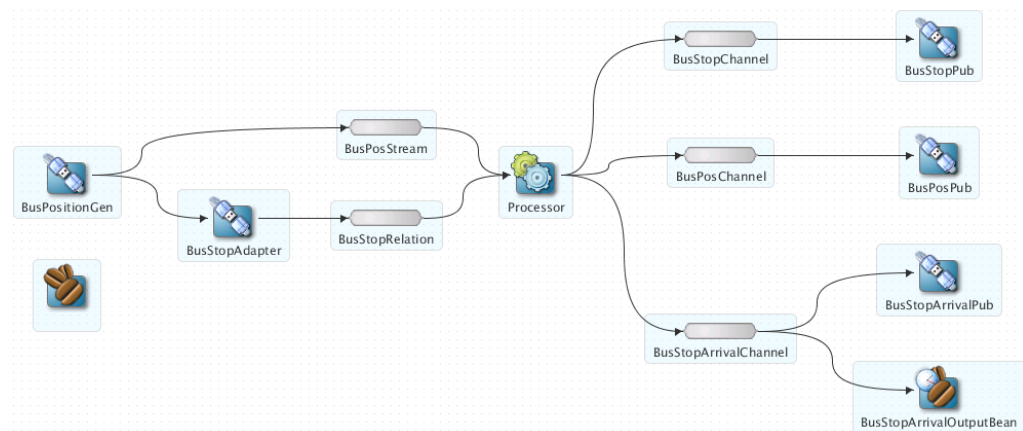 BusStopChannel
BusStopPub
BusPosStream
BusPositionGen
Processor
BusPosChannel
BusPosPub
BusStopAdapter
BusStopRelation
BusStopArrivalPub
BusStopArrivalChannel
BusStopArrivalOutputBean